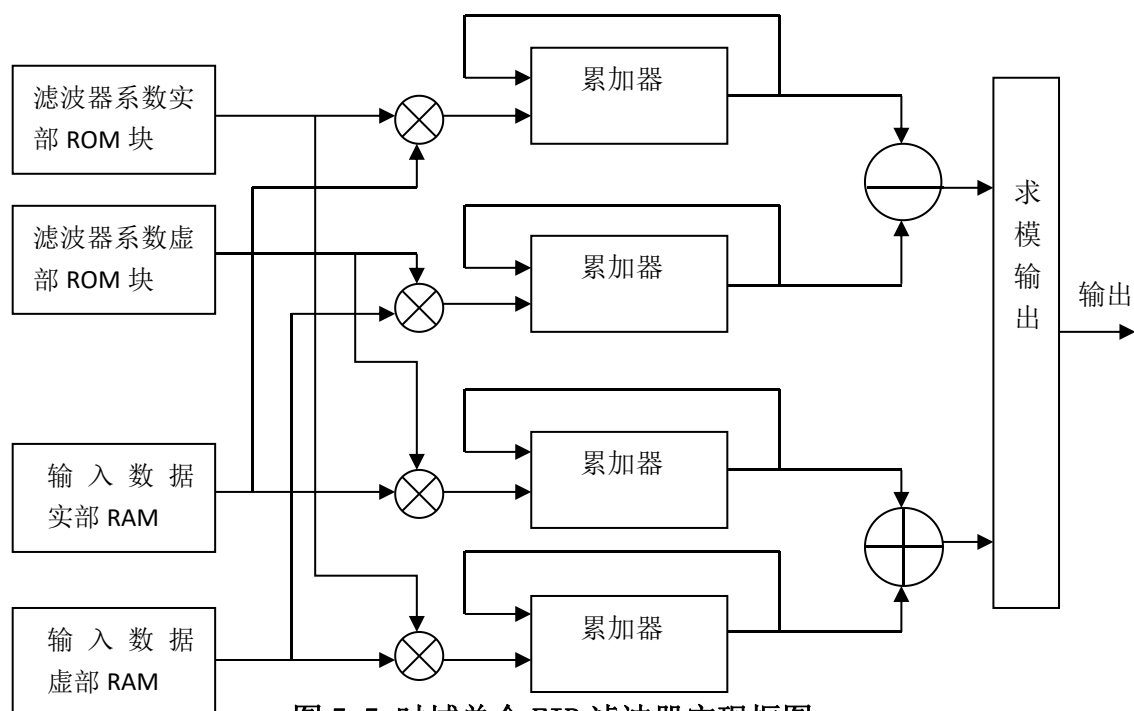 滤波器系数实
部 ROM 块
累加器
滤波器系数虚
部 ROM 块
累加器
求
模
输
出
输出
输入数据
实部 RAM
累加器
输入数据
虚部 RAM
累加器